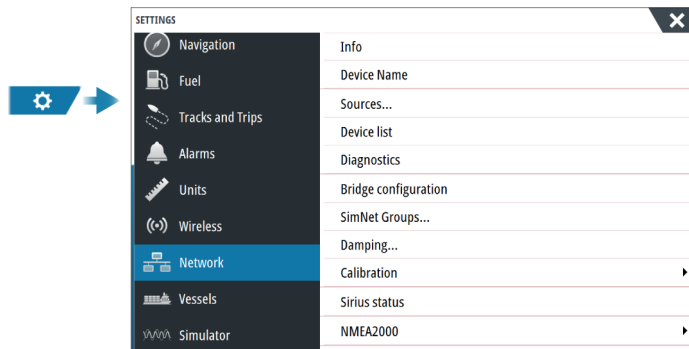 SETTINGS
Navigation
Fuel
Tracks and Trips
Alarms
Units
Wireless
Network
Vessels
Simulator
Info
Device Name
Sources...
Device list
Diagnostics
Bridge configuration
SimNet Groups...
Damping...
Calibration
Sirius status
NMEA2000